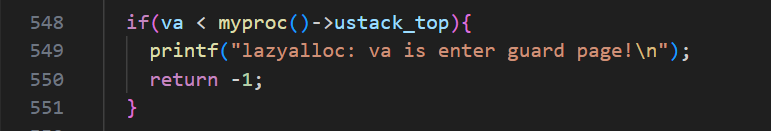 548 if(va < myproc()->ustack_top){
549 printf("lazyalloc: va is enter guard page!\n");
550 return -1;
551 }